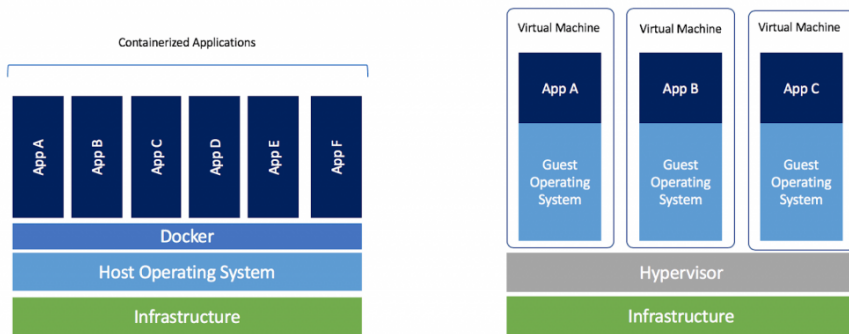 Containerized Applications
App A
App B
App C
App D
App E
App F
Docker
Host Operating System
Infrastructure
Virtual Machine
App A
Guest
Operating
System
Virtual Machine
App B
Guest
Operating
System
Virtual Machine
App C
Guest
Operating
System
Hypervisor
Infrastructure